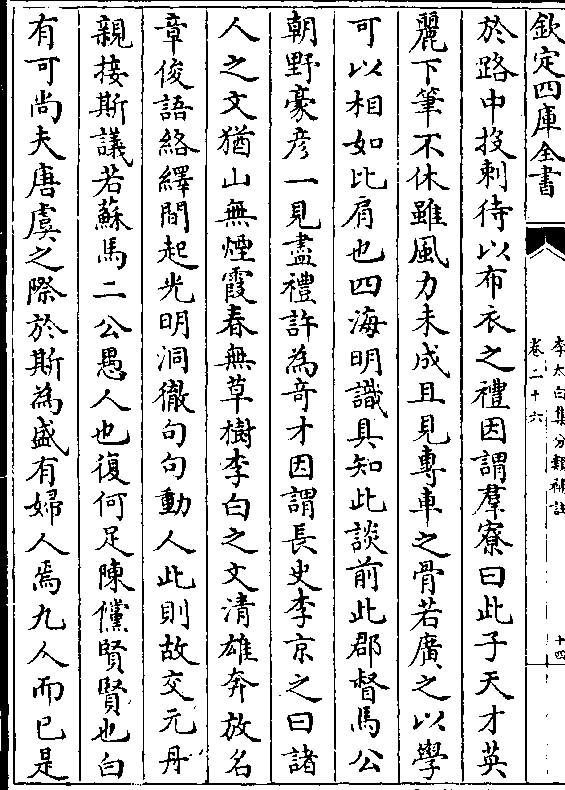 欽定四庫全書
李太白集分類補註
卷二十六
十四
於路中投刺待以布衣之禮因謂羣寮曰此子天才英
麗下筆不休雖風力未成且見專車之骨若廣之以學
可以相如比肩也四海明識具知此談前此郡督馬公
朝野豪彦一見盡禮許為奇才因謂長史李京之曰諸
人之文猶山無煙霞春無草樹李白之文清雄奔放名
章俊語絡繹間起光明洞徹句句動人此則故交元丹
親接斯議若蘇馬二公愚人也復何足陳儻賢賢也白
有可尚夫唐虞之際於斯為盛有婦人焉九人而已是